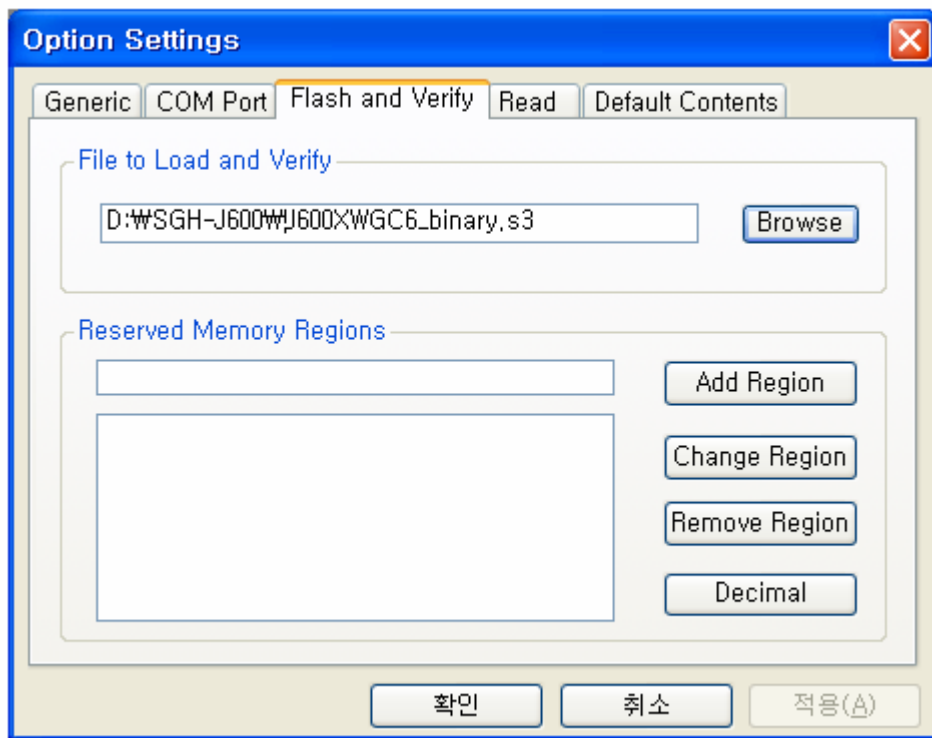 Option Settings
Generic COM Port Flash and Verify Read Default Contents
File to Load and Verify
D:₩SGH-J600₩J600XWGC6_binary.s3 Browse
Reserved Memory Regions
Add Region
Change Region
Remove Region
Decimal
확인 취소 적용(A)